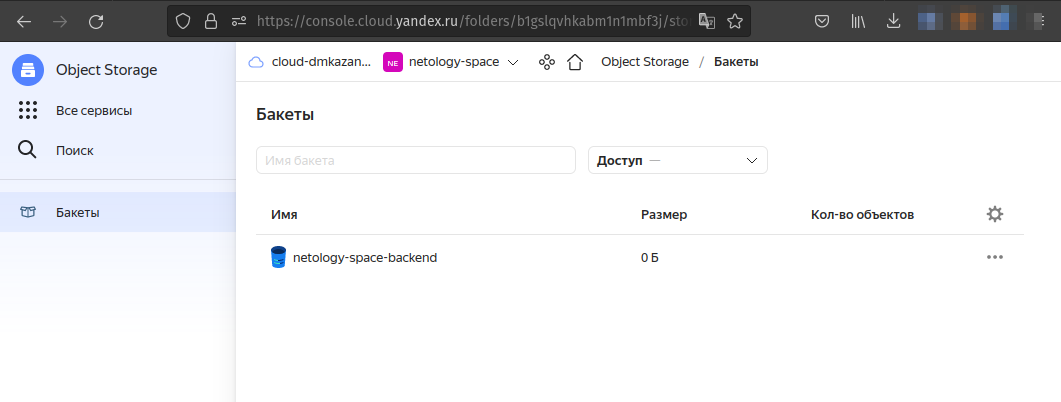 https://console.cloud.yandex.ru/folders/b1gslqvhkabm1n1mbf3j/sto
Object Storage
cloud-dmkazan... NE netology-space Object Storage / Бакеты
Все сервисы
Поиск
Бакеты
Бакеты
Имя бакета Доступ —
Имя Размер Кол-во объектов
netology-space-backend 0 Б